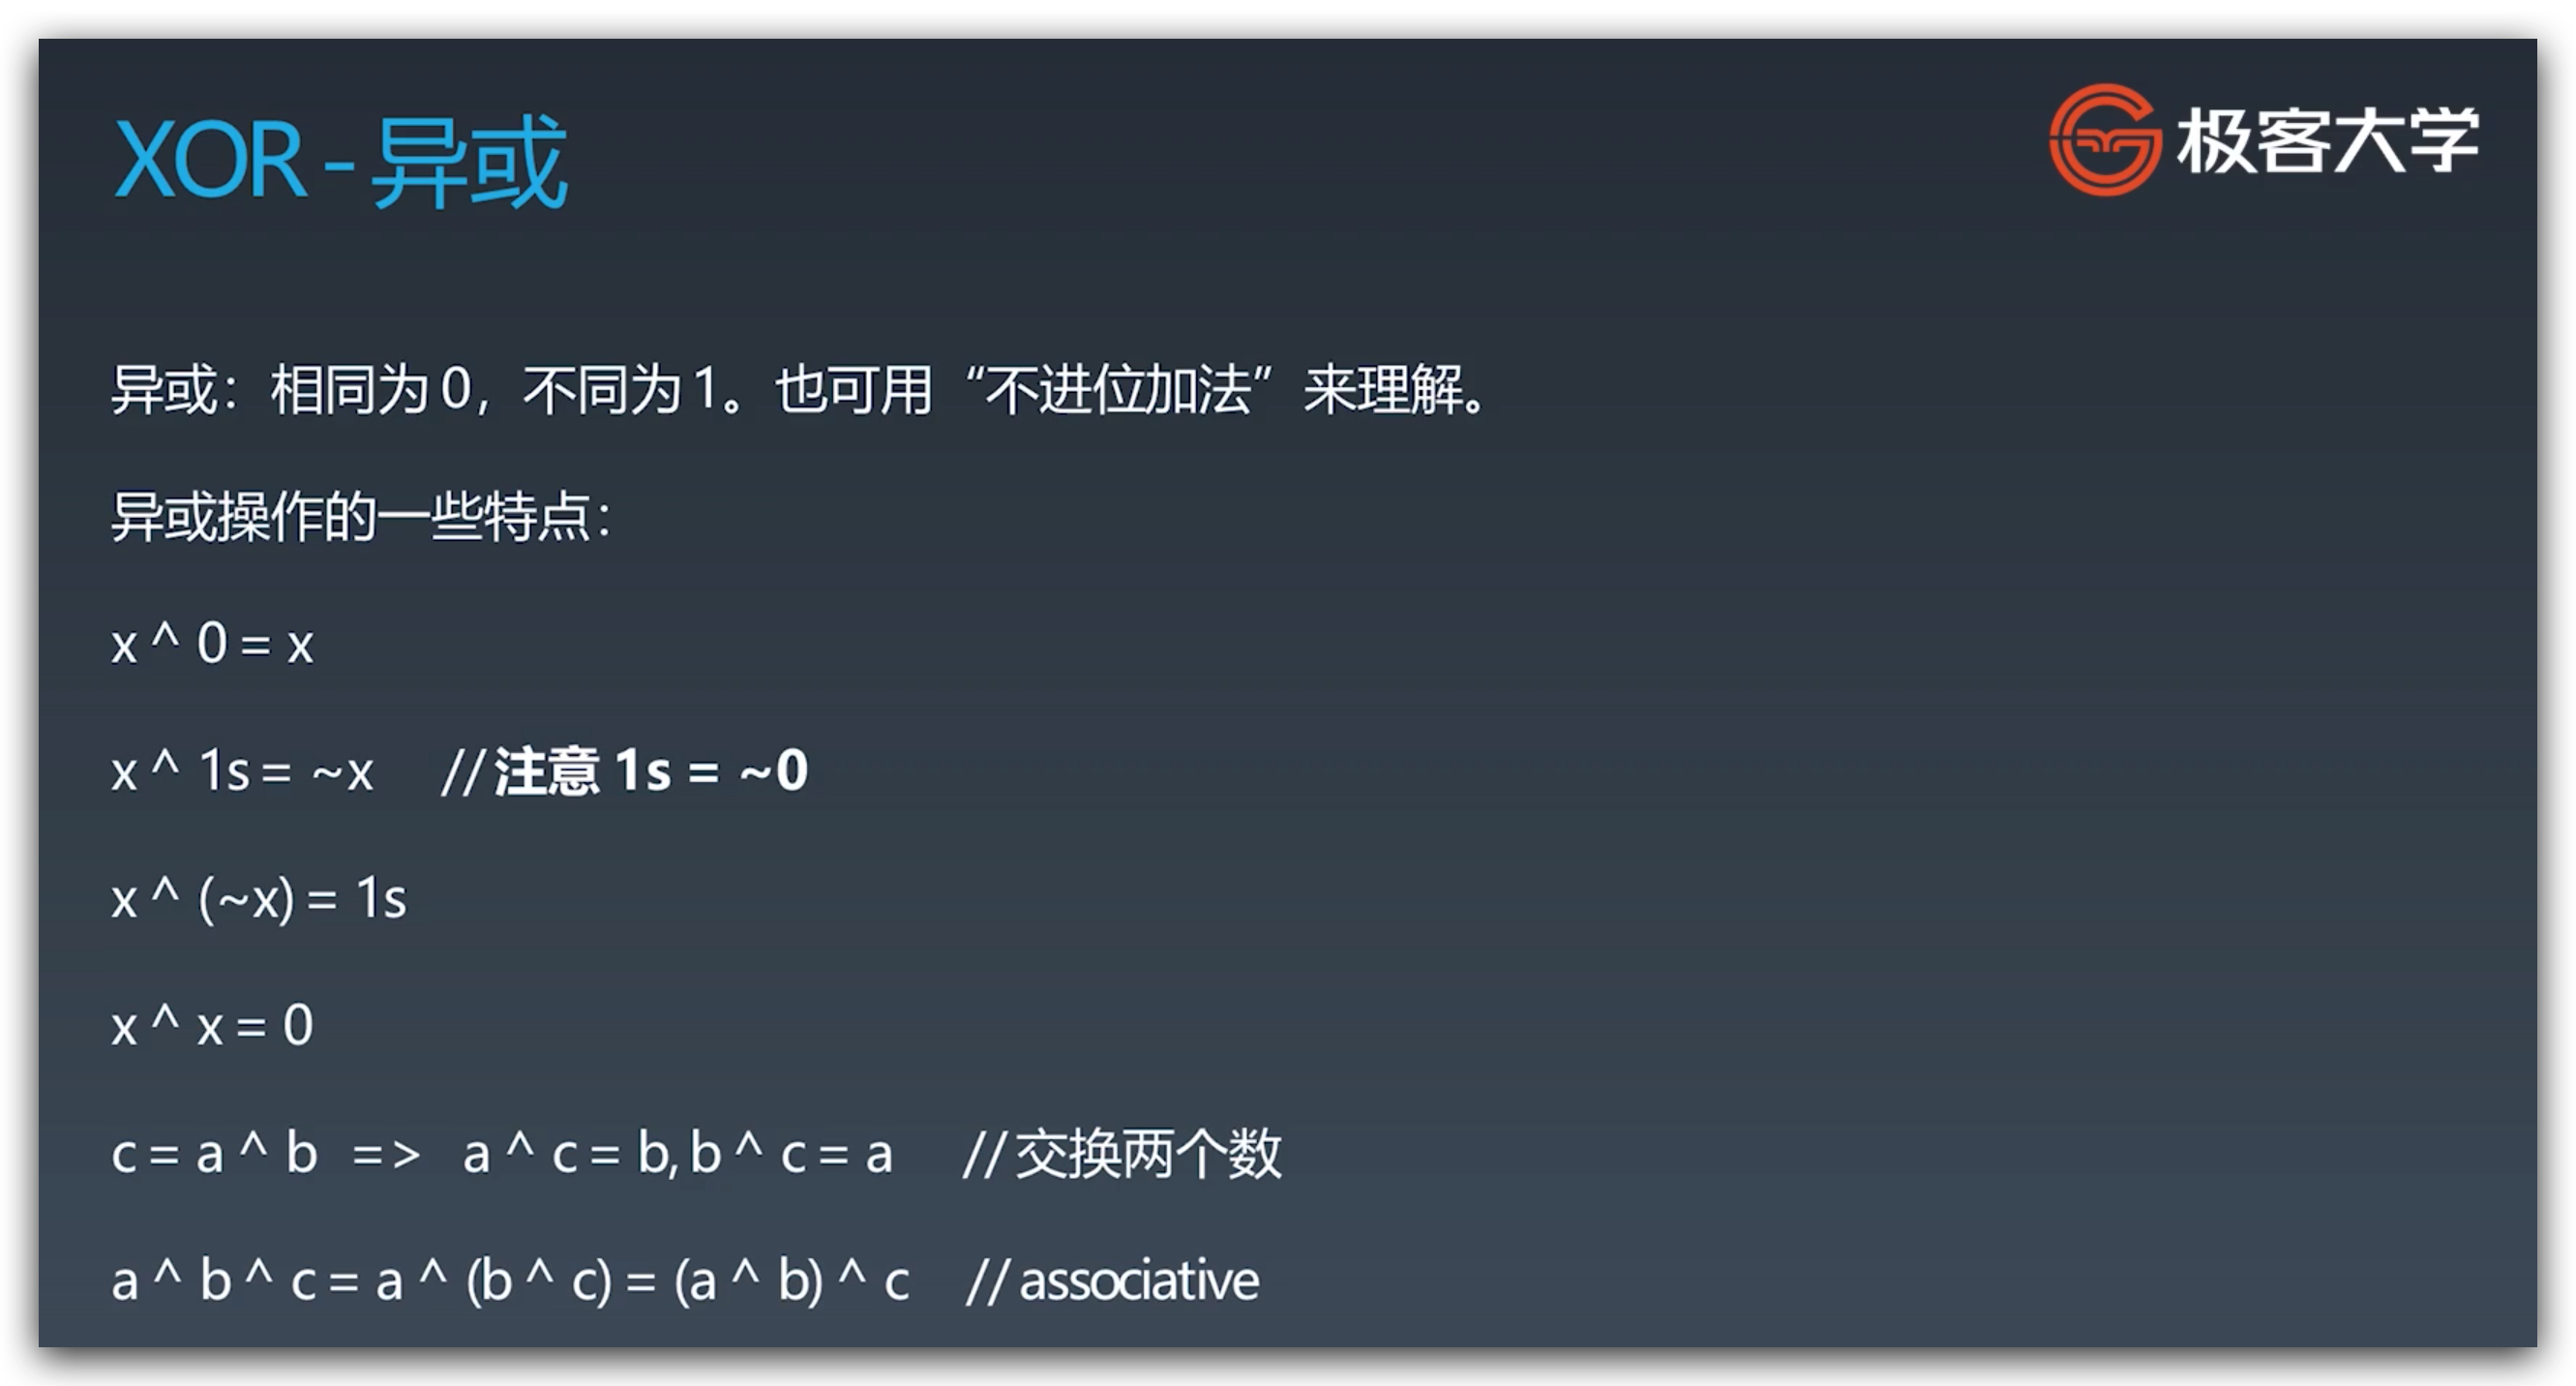 XOR - 异或
极客大学
异或：相同为 0，不同为 1。也可用“不进位加法”来理解。
异或操作的一些特点：
x ^ 0 = x
x ^ 1s = ~x // 注意 1s = ~0
x ^ (~x) = 1s
x ^ x = 0
c = a ^ b => a ^ c = b, b ^ c = a // 交换两个数
a ^ b ^ c = a ^ (b ^ c) = (a ^ b) ^ c // associative